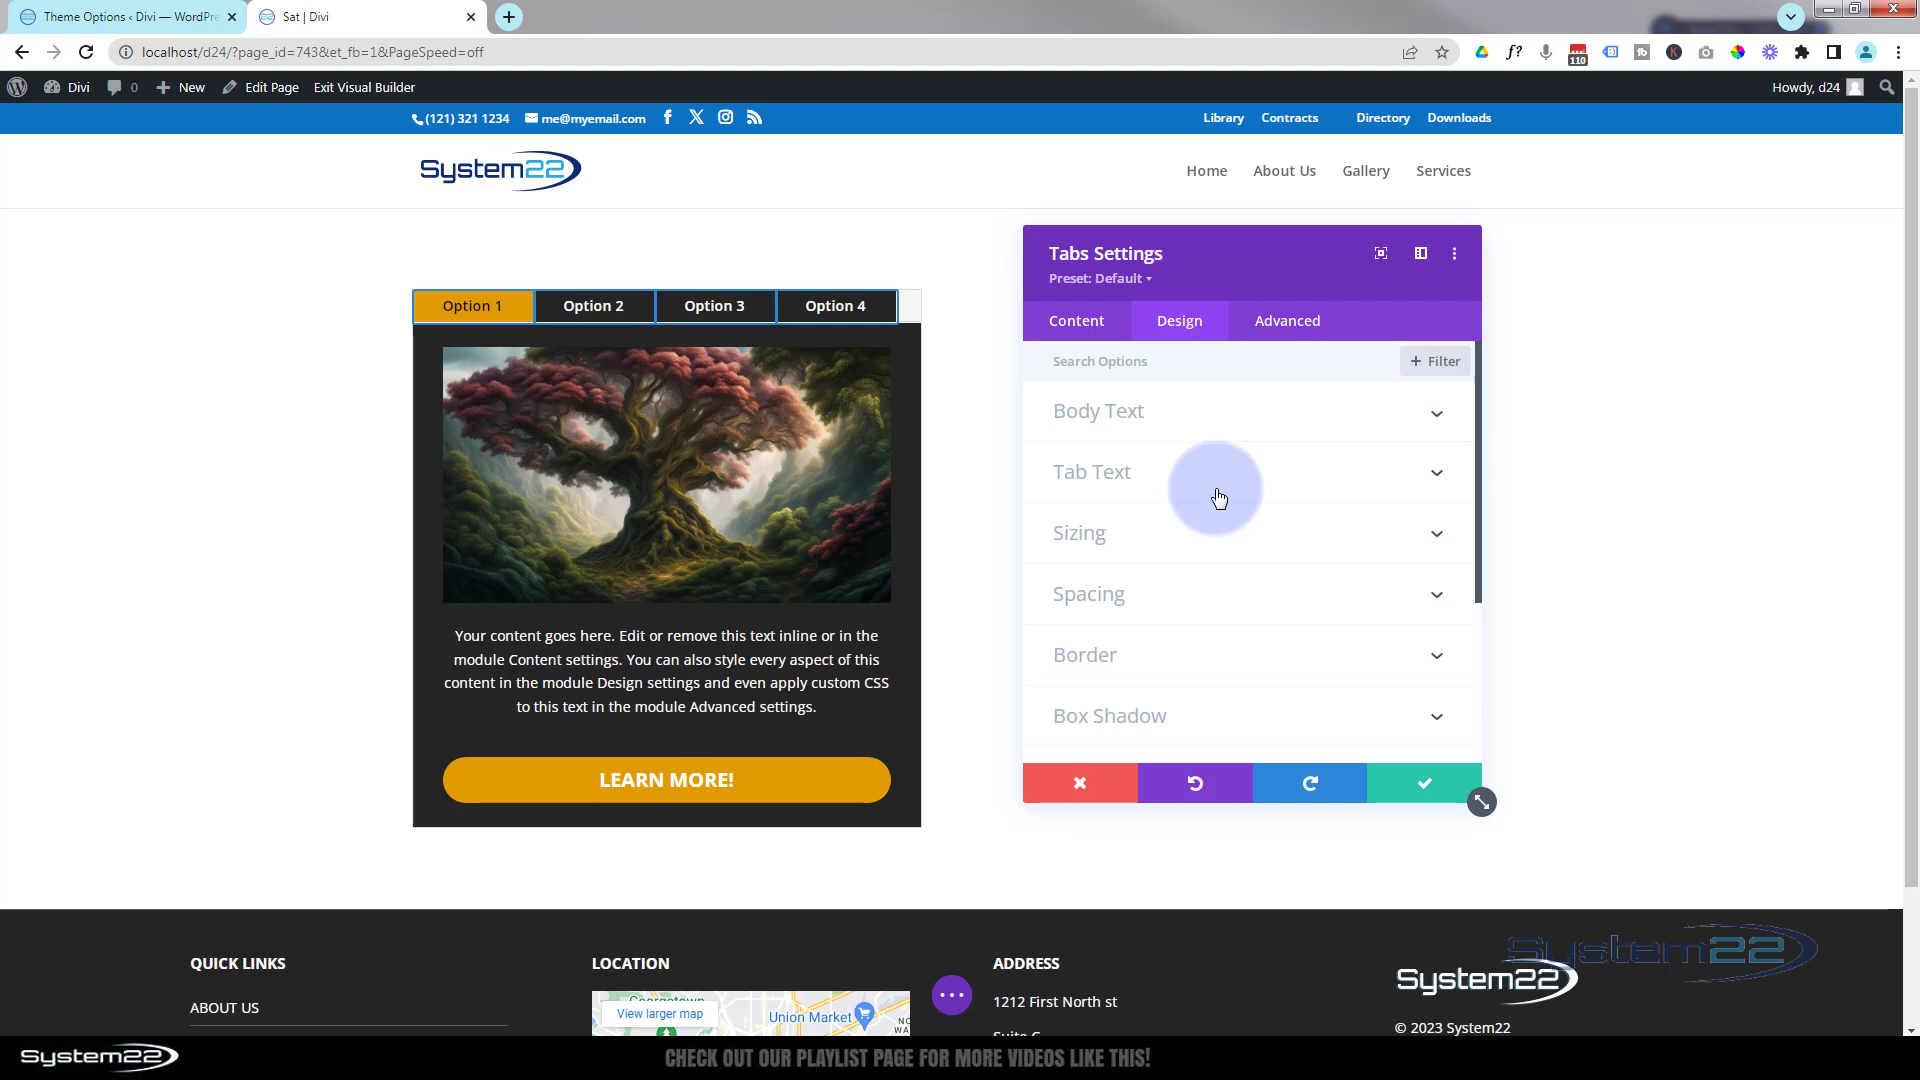 Theme Options ‹ Divi — WordPre
Sat | Divi
localhost/d24/?page_id=743&et_fb=1&PageSpeed=off
110
Divi
0
New
Edit Page
Exit Visual Builder
Howdy, d24
(121) 321 1234
me@myemail.com
Library
Contracts
Directory
Downloads
System22
Home
About Us
Gallery
Services
Tabs Settings
Preset: Default
Content
Design
Advanced
Search Options
+ Filter
Body Text
Tab Text
Sizing
Spacing
Border
Box Shadow
Option 1
Option 2
Option 3
Option 4
Your content goes here. Edit or remove this text inline or in the
module Content settings. You can also style every aspect of this
content in the module Design settings and even apply custom CSS
to this text in the module Advanced settings.
LEARN MORE!
QUICK LINKS
ABOUT US
LOCATION
Georgetown
View larger map
Union Market
ADDRESS
1212 First North st
System22
System22
© 2023 System22
System22
CHECK OUT OUR PLAYLIST PAGE FOR MORE VIDEOS LIKE THIS!